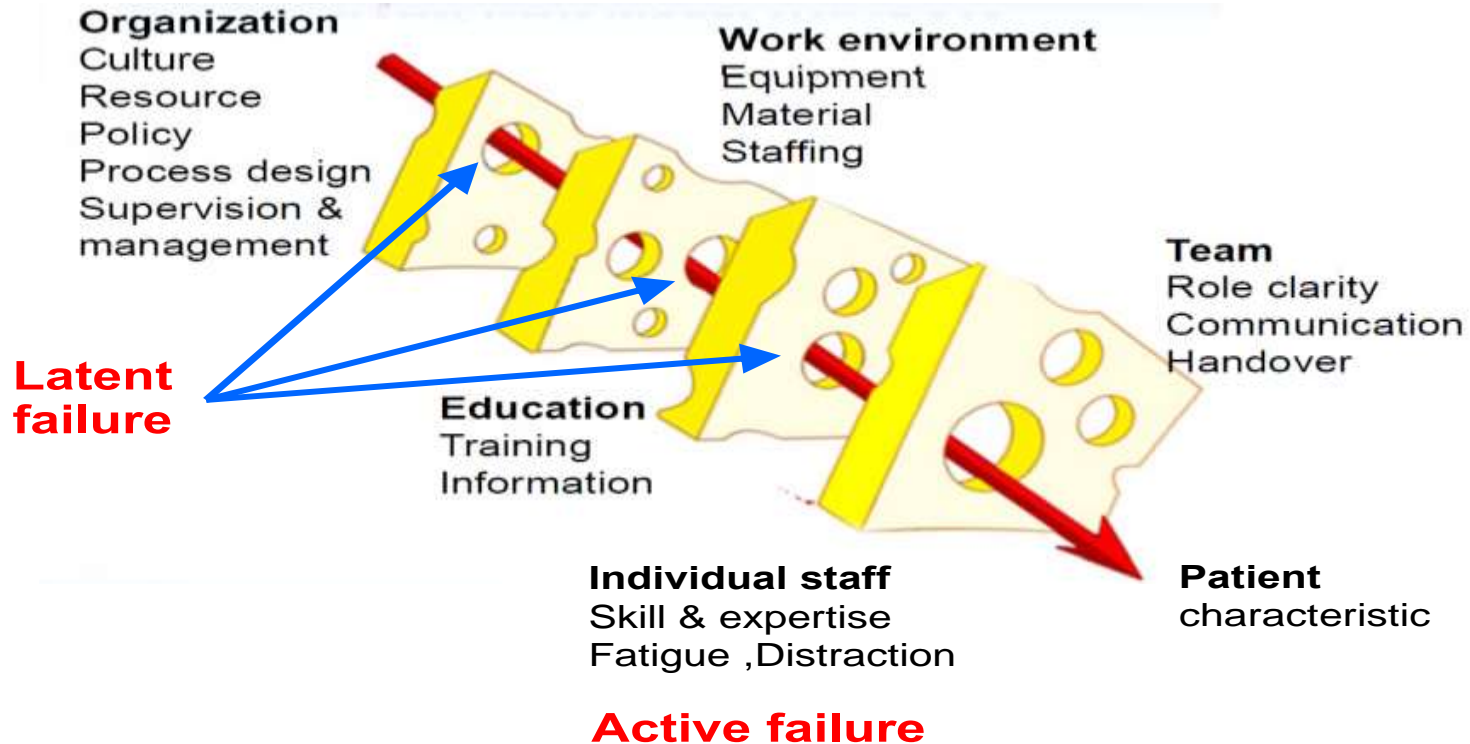 Organization
Culture
Resource
Policy
Process design
Supervision &
management
Work environment
Equipment
Material
Staffing
Team
Role clarity
Communication
Handover
Latent
failure
Education
Training
Information
Individual staff
Skill & expertise
Fatigue ,Distraction
Patient
characteristic
Active failure